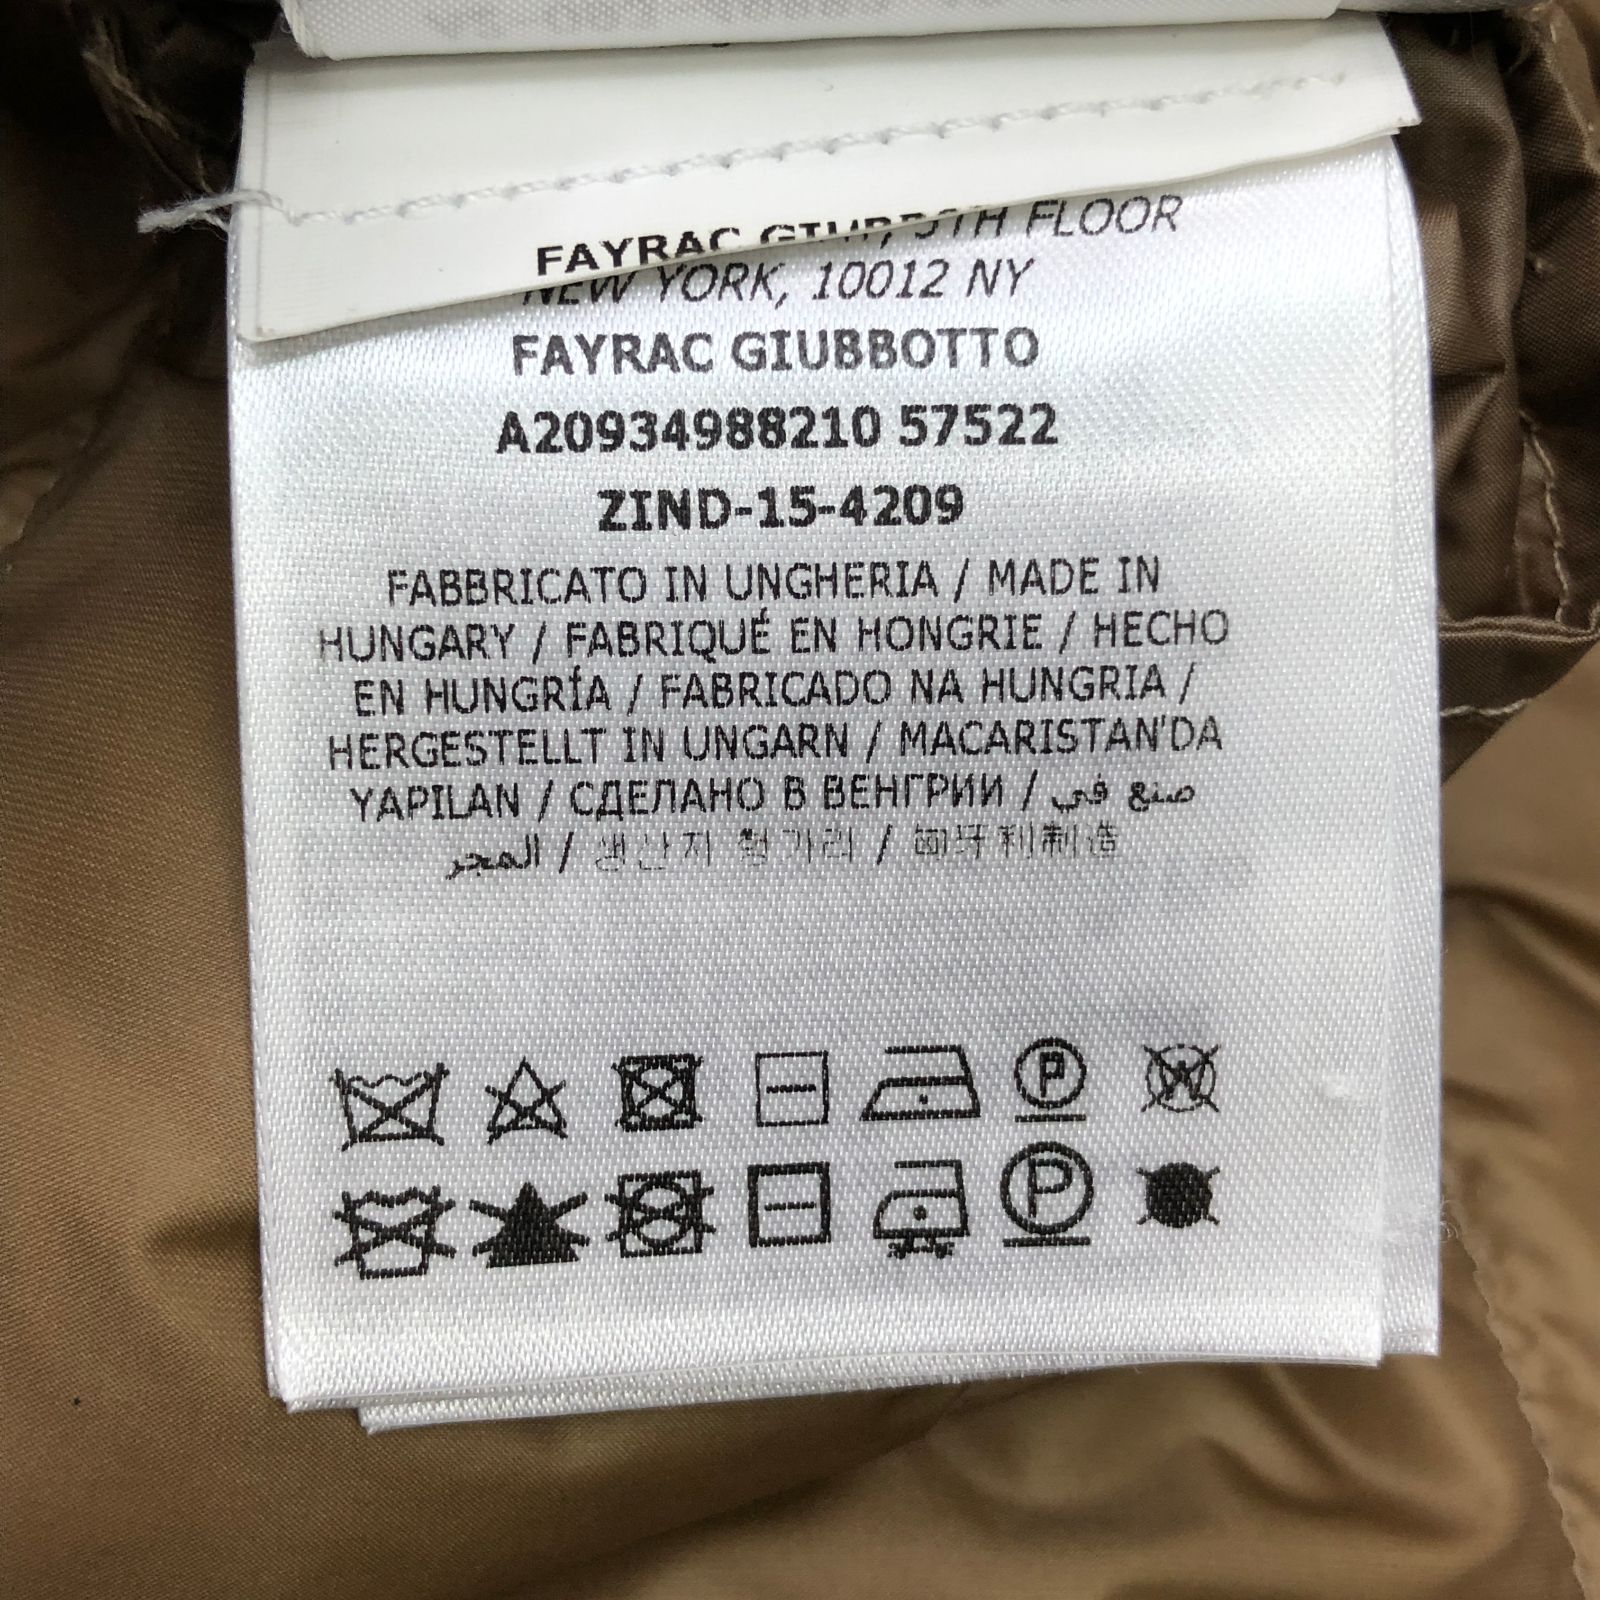 FAYRAC
5TH FLOOR
NEW YORK, 10012 NY
FAYRAC GIUBBOTTO
A20934988210 57522
ZIND-15-4209
FABBRICATO IN UNGHERIA / MADE IN
HUNGARY / FABRIQUÉ EN HONGRIE / HECHO
EN HUNGRÍA / FABRICADO NA HUNGRIA /
HERGESTELLT IN UNGARN / MACARISTAN'DA
YAPILAN / СДЕЛАНО В ВЕНГРИИ / صنع في
المجر / 생산지 헝가리 / 匈牙利制造
P
W
P